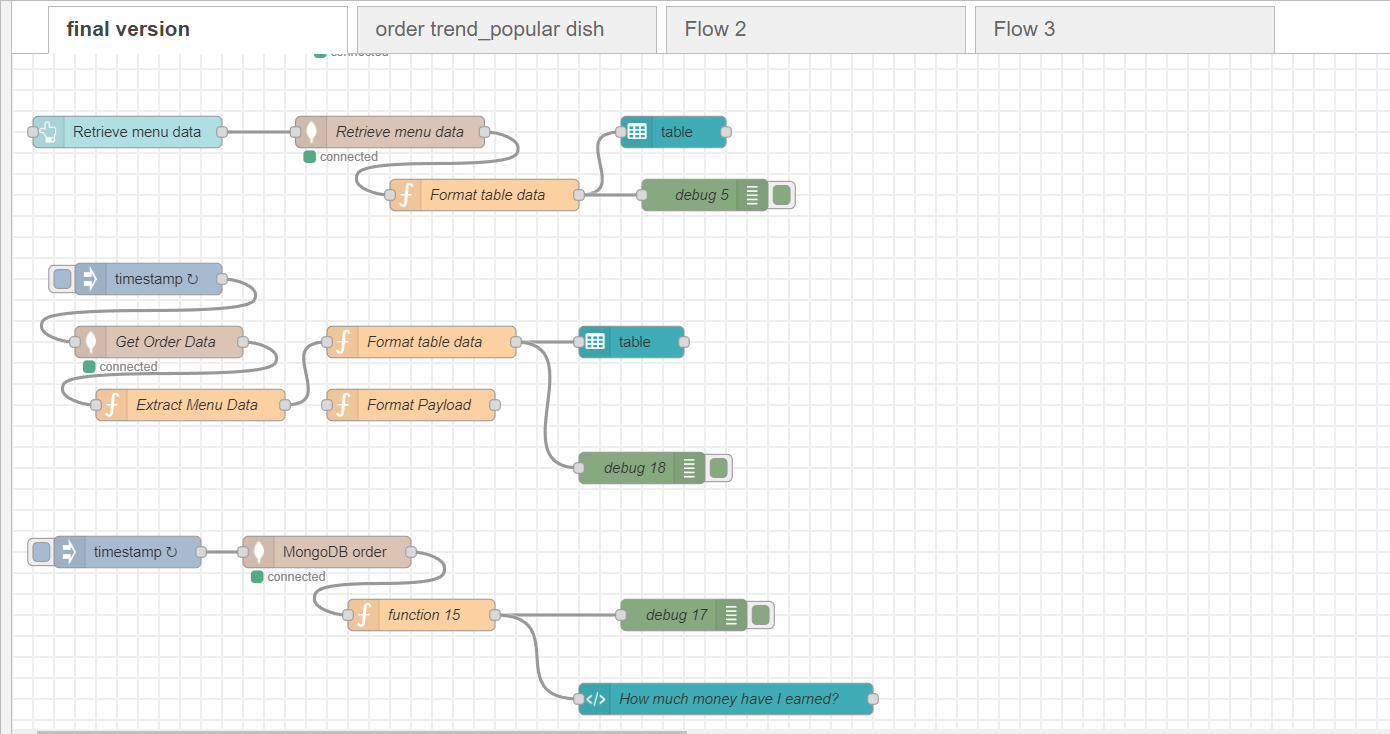 final version
order trend_popular dish
Flow 2
Flow 3
connected
Retrieve menu data
Retrieve menu data
table
connected
Format table data
debug 5
timestamp ↻
Get Order Data
Format table data
table
connected
Extract Menu Data
Format Payload
debug 18
timestamp ↻
MongoDB order
connected
function 15
debug 17
How much money have I earned?